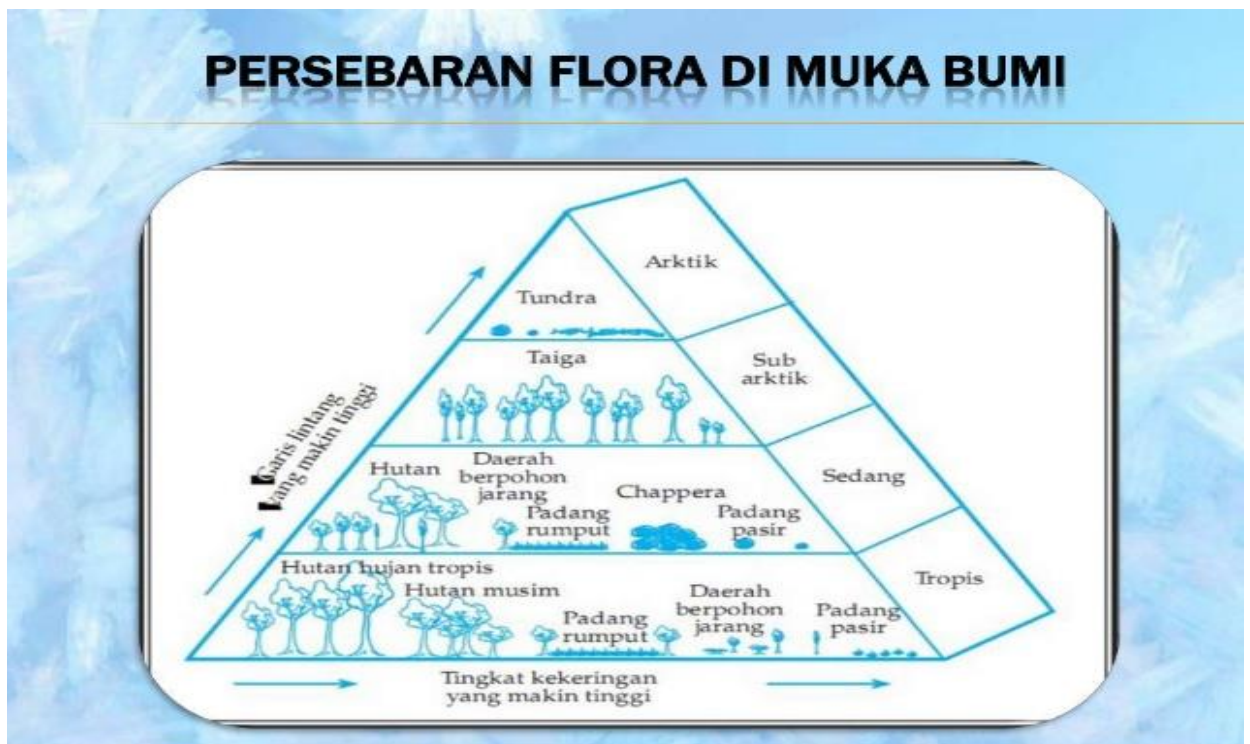 PERSEBARAN FLORA DI MUKA BUMI
Arktik
Tundra
Taiga
Sub
arktik
Garis lintang
yang makin tinggi
Sedang
Hutan
Daerah
berpohon
jarang
Padang
rumput
Chappera
Padang
pasir
Tropis
Hutan hujan tropis
Hutan musim
Padang
rumput
Daerah
berpohon
jarang
Padang
pasir
Tingkat kekeringan
yang makin tinggi